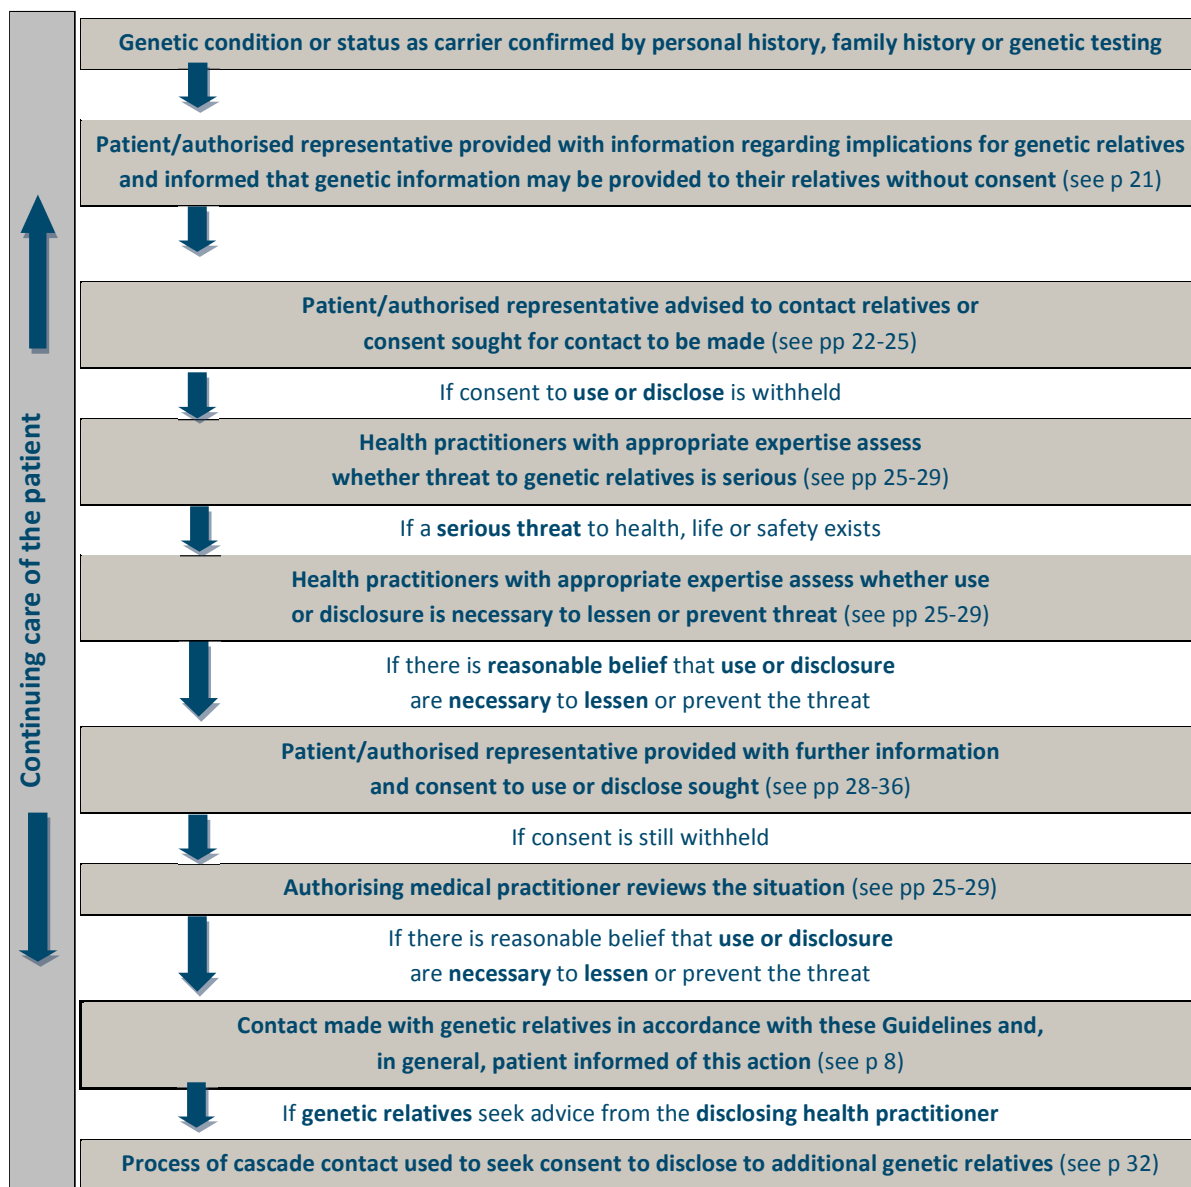 Genetic condition or status as carrier confirmed by personal history, family history or genetic testing
Patient/authorised representative provided with information regarding implications for genetic relatives
and informed that genetic information may be provided to their relatives without consent (see p 21)
Patient/authorised representative advised to contact relatives or
consent sought for contact to be made (see pp 22-25)
If consent to use or disclose is withheld
Health practitioners with appropriate expertise assess
whether threat to genetic relatives is serious (see pp 25-29)
If a serious threat to health, life or safety exists
Health practitioners with appropriate expertise assess whether use
or disclosure is necessary to lessen or prevent threat (see pp 25-29)
If there is reasonable belief that use or disclosure
are necessary to lessen or prevent the threat
Patient/authorised representative provided with further information
and consent to use or disclose sought (see pp 28-36)
If consent is still withheld
Authorising medical practitioner reviews the situation (see pp 25-29)
If there is reasonable belief that use or disclosure
are necessary to lessen or prevent the threat
Contact made with genetic relatives in accordance with these Guidelines and,
in general, patient informed of this action (see p 8)
If genetic relatives seek advice from the disclosing health practitioner
Process of cascade contact used to seek consent to disclose to additional genetic relatives (see p 32)
Continuing care of the patient